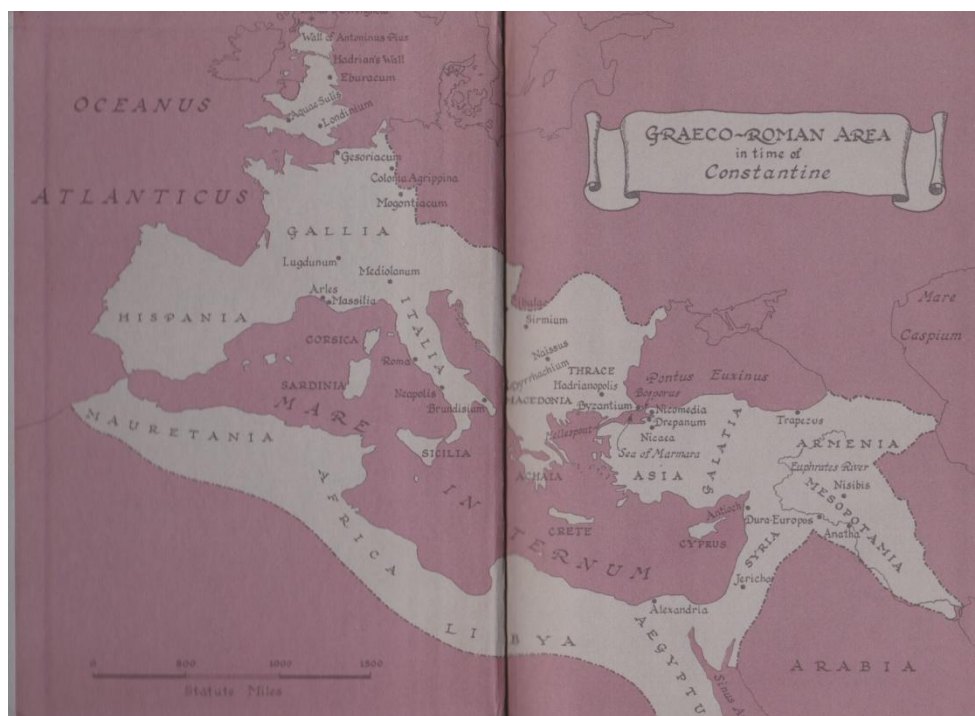 Wall of Antoninus Pius
Hadrian's Wall
Eburacum
OCEANUS
Aquae Sulis
Londinium
GRAECO-ROMAN AREA
in time of
Constantine
Gesoriacum
Colonia Agrippina
ATLANTICUS
Mogontiacum
GALLIA
Lugdunum
Mediolanum
Arles
Massilia
Mare
Caspium
HISPANIA
ITALIA
Sirmium
CORSICA
Roma
Naissus
Dyrrhachium
THRACE
Pontus Euxinus
SARDINIA
Neapolis
Hadrianopolis
Bosporus
MACEDONIA
Byzantium
Nicomedia
Brundisium
Drepanum
Trapezus
MARE
Hellespont
Nicaea
MAURETANIA
GALATIA
ARMENIA
SICILIA
Sea of Marmara
Euphrates River
ACHAIA
ASIA
Nisibis
MESOPOTAMIA
AFRICA
IN
TERNUM
Antioch
Dura-Europos
CRETE
CYPRUS
SYRIA
Anatha
Jericho
Alexandria
LIBYA
AEGYPTU
ARABIA
Sinus A
0 500 1000 1500
Statute Miles